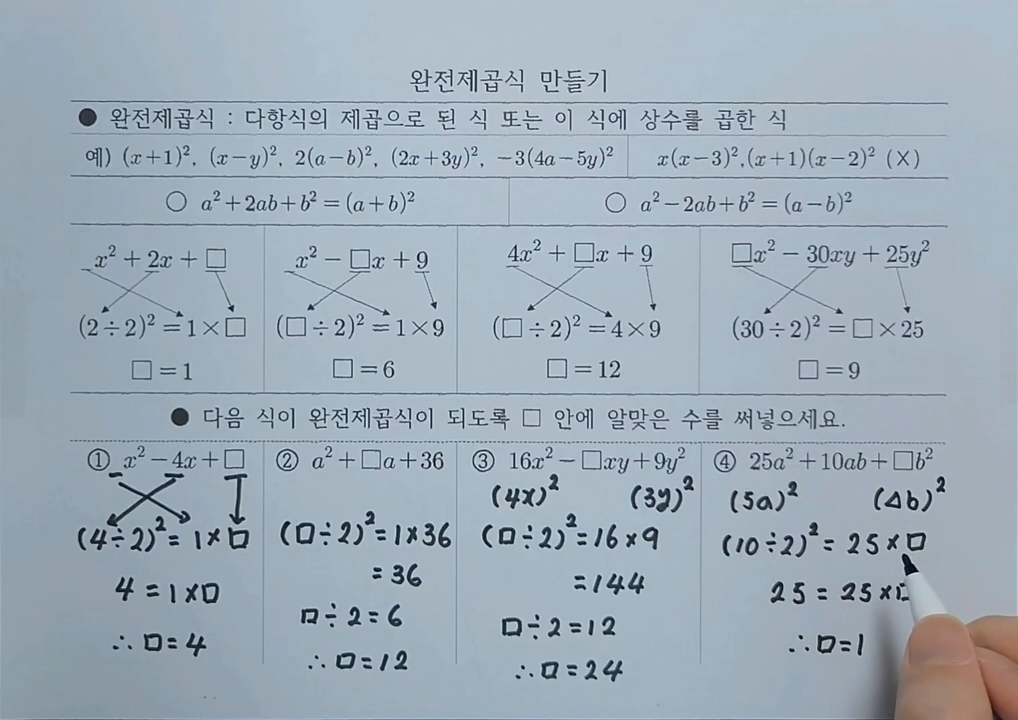 완전제곱식 만들기
● 완전제곱식 : 다항식의 제곱으로 된 식 또는 이 식에 상수를 곱한 식
예) (x+1)², (x−y)², 2(a−b)², (2x+3y)², −3(4a−5y)² x(x−3)²,(x+1)(x−2)² (×)
○ a²+2ab+b²=(a+b)² ○ a²−2ab+b²=(a−b)²
x²+2x+□ x²−□x+9 4x²+□x+9 □x²−30xy+25y²
(2÷2)²=1×□ (□÷2)²=1×9 (□÷2)²=4×9 (30÷2)²=□×25
□=1 □=6 □=12 □=9
● 다음 식이 완전제곱식이 되도록 □ 안에 알맞은 수를 써넣으세요.
① x²−4x+□ ② a²+□a+36 ③ 16x²−□xy+9y² ④ 25a²+10ab+□b²
(4x)² (3y)² (5a)² (△b)²
(4÷2)²=1×□ (□÷2)²=1×36 (□÷2)²=16×9 (10÷2)²=25×□
4=1×□ =36 =144 25=25×□
∴□=4 □÷2=6 □÷2=12 ∴□=1
∴□=12 ∴□=24